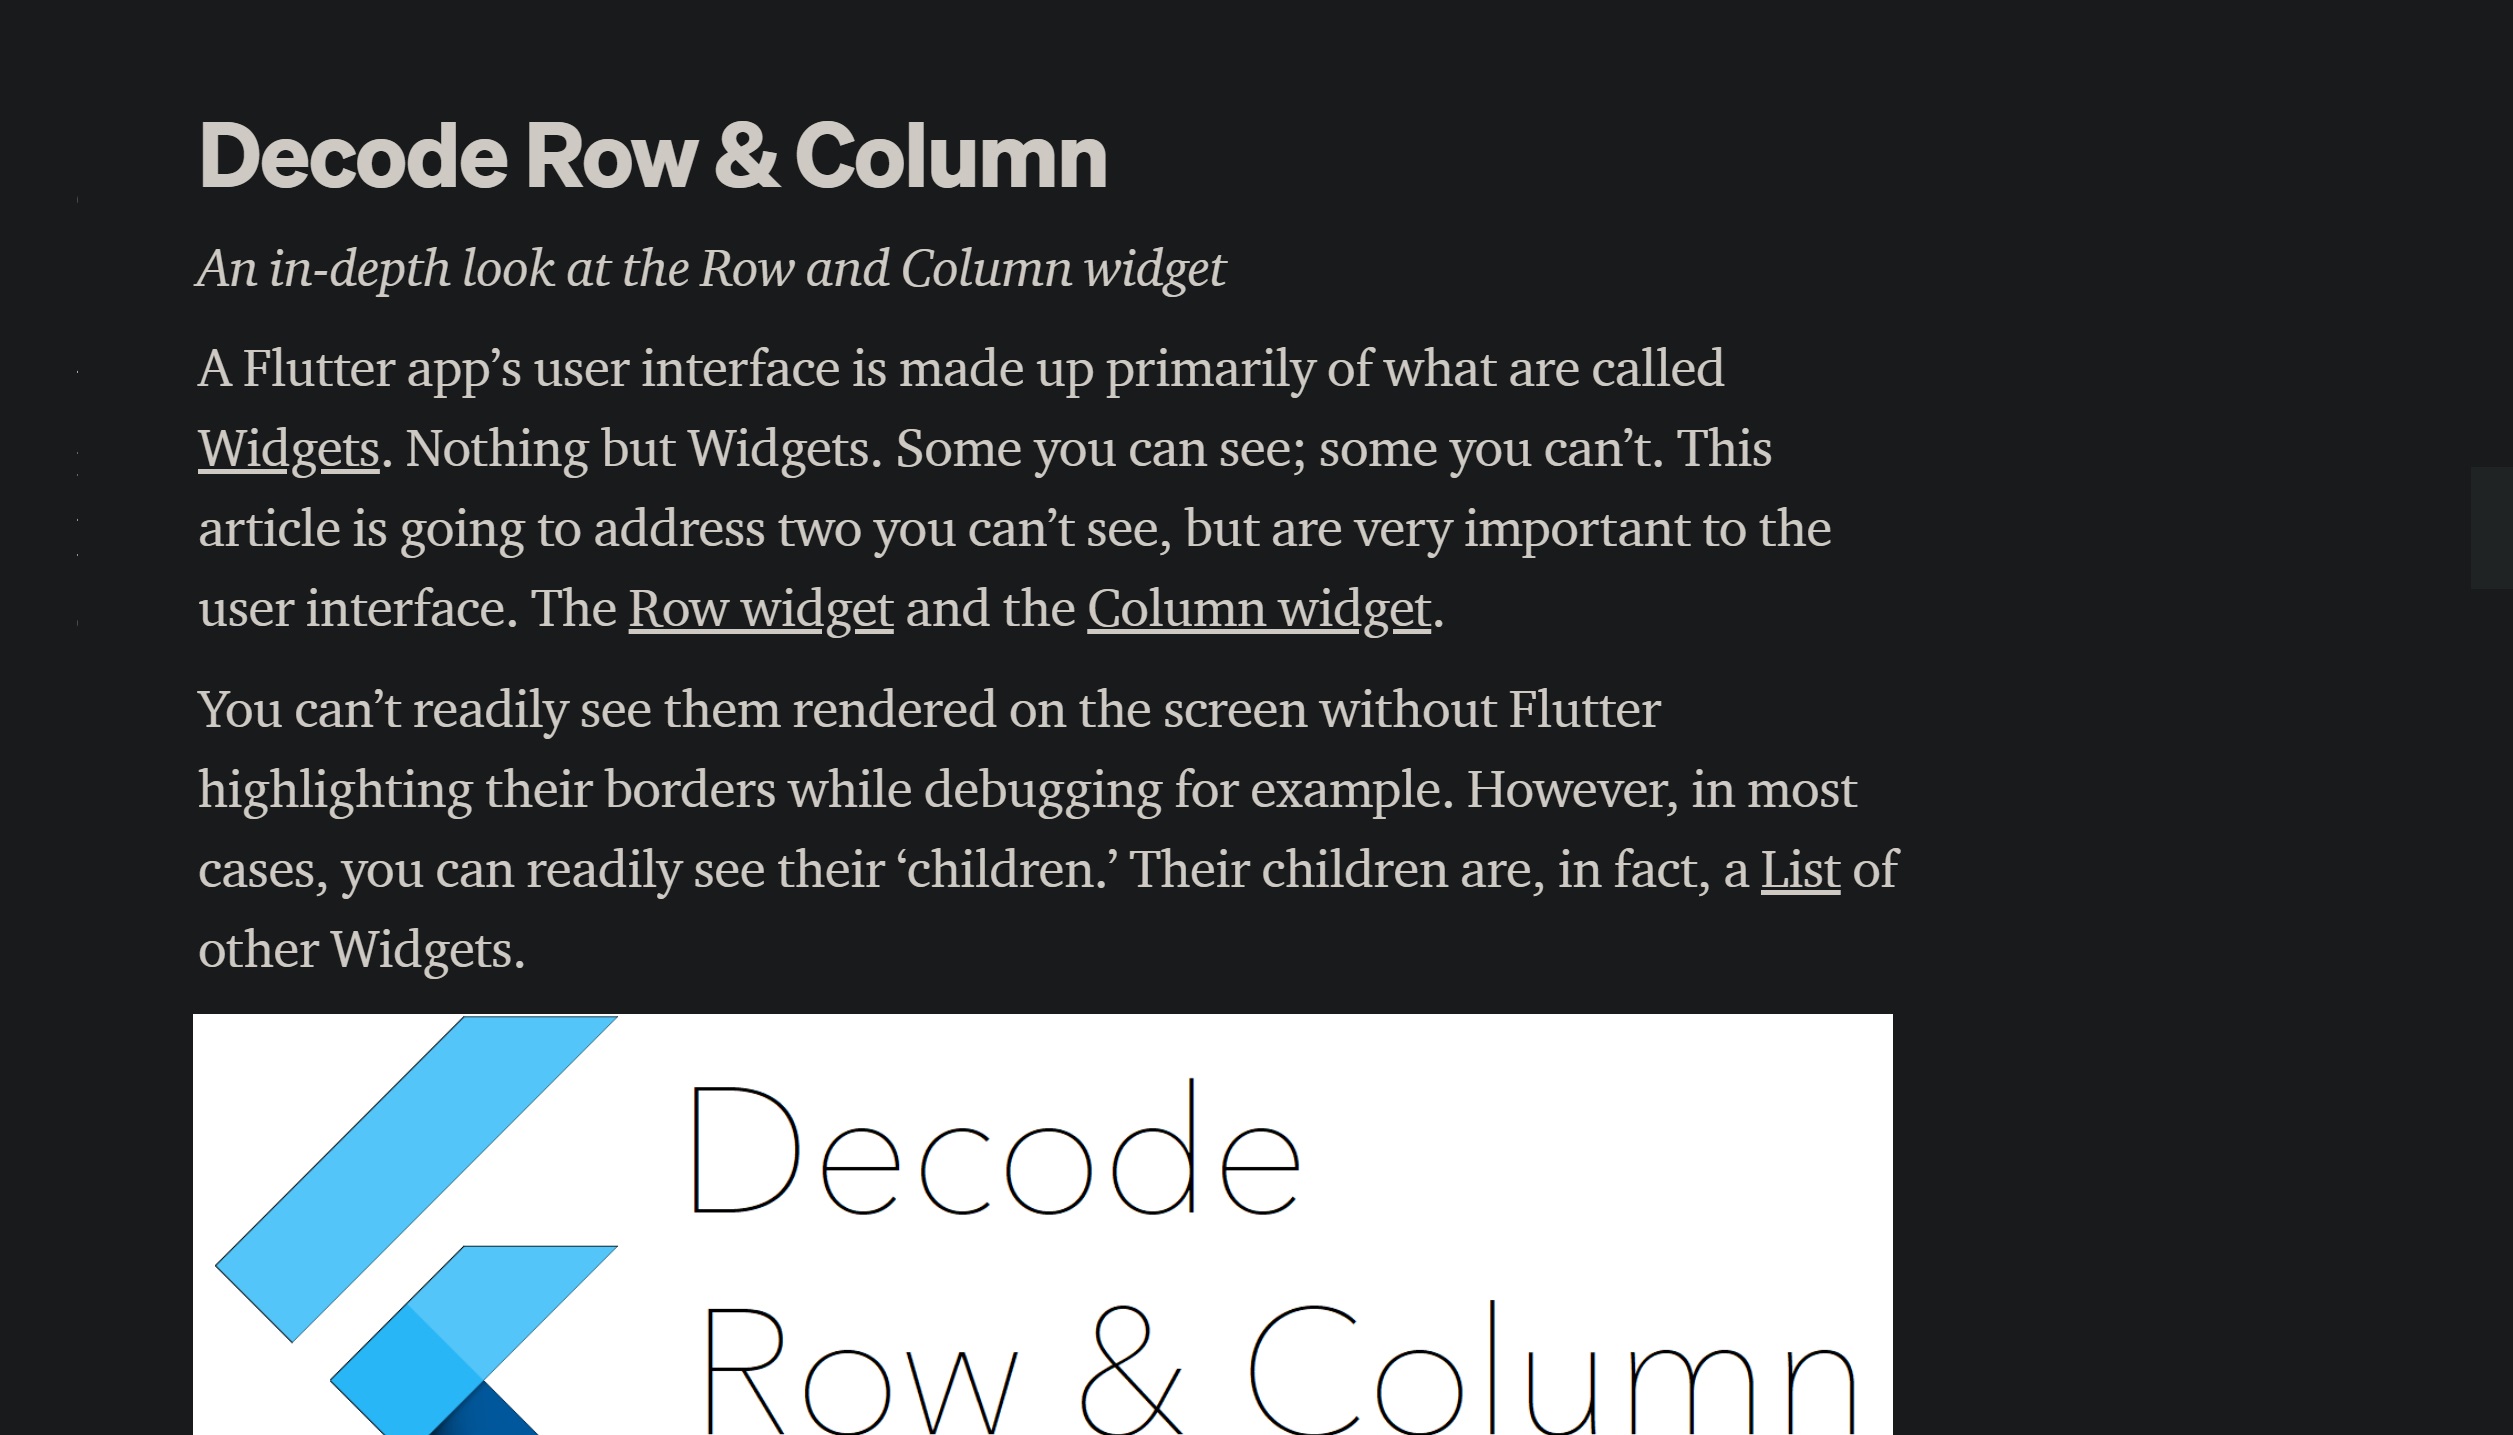 Decode Row & Column
An in-depth look at the Row and Column widget
A Flutter app’s user interface is made up primarily of what are called
Widgets. Nothing but Widgets. Some you can see; some you can’t. This
article is going to address two you can’t see, but are very important to the
user interface. The Row widget and the Column widget.
You can’t readily see them rendered on the screen without Flutter
highlighting their borders while debugging for example. However, in most
cases, you can readily see their ‘children.’ Their children are, in fact, a List of
other Widgets.
Decode
Row & Column